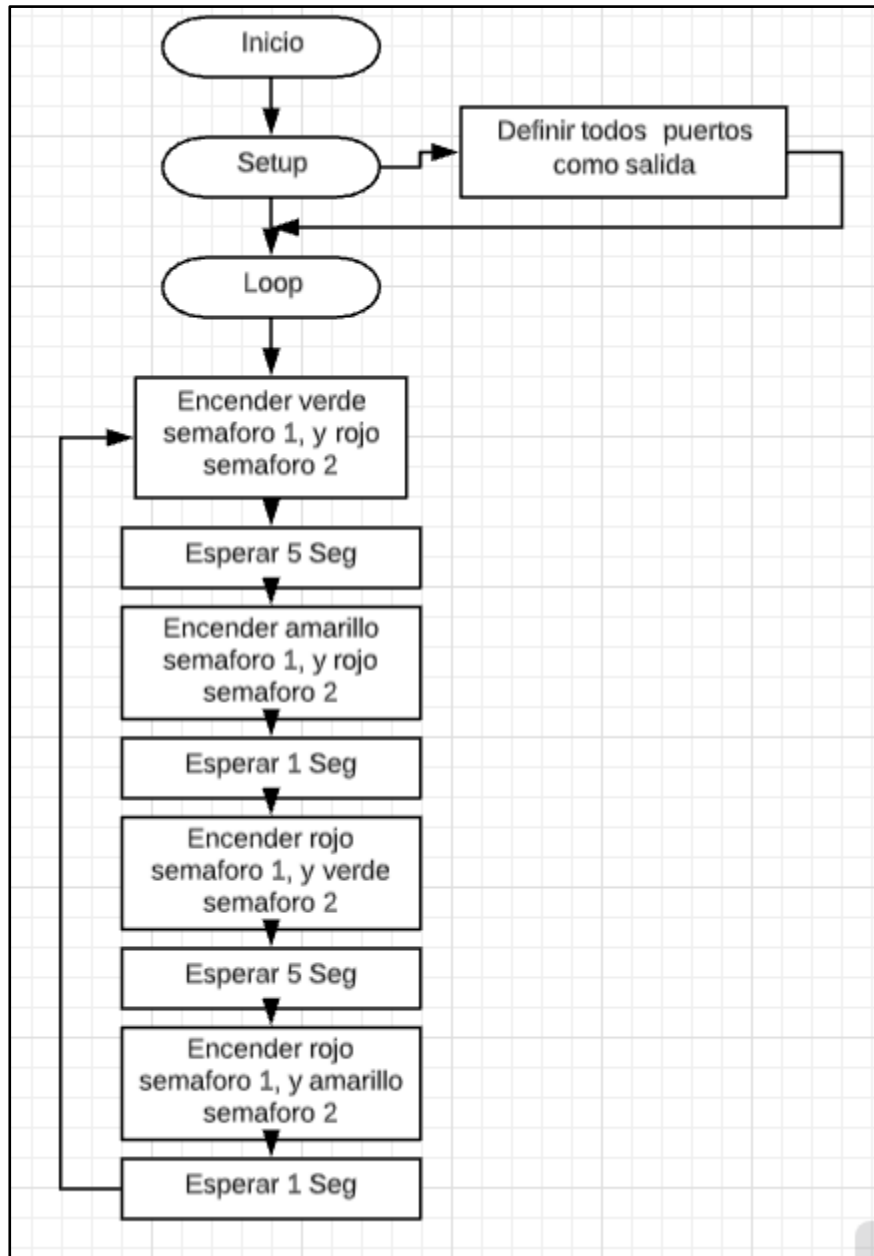 Inicio
Setup
Definir todos puertos
como salida
Loop
Encender verde
semaforo 1, y rojo
semaforo 2
Esperar 5 Seg
Encender amarillo
semaforo 1, y rojo
semaforo 2
Esperar 1 Seg
Encender rojo
semaforo 1, y verde
semaforo 2
Esperar 5 Seg
Encender rojo
semaforo 1, y amarillo
semaforo 2
Esperar 1 Seg